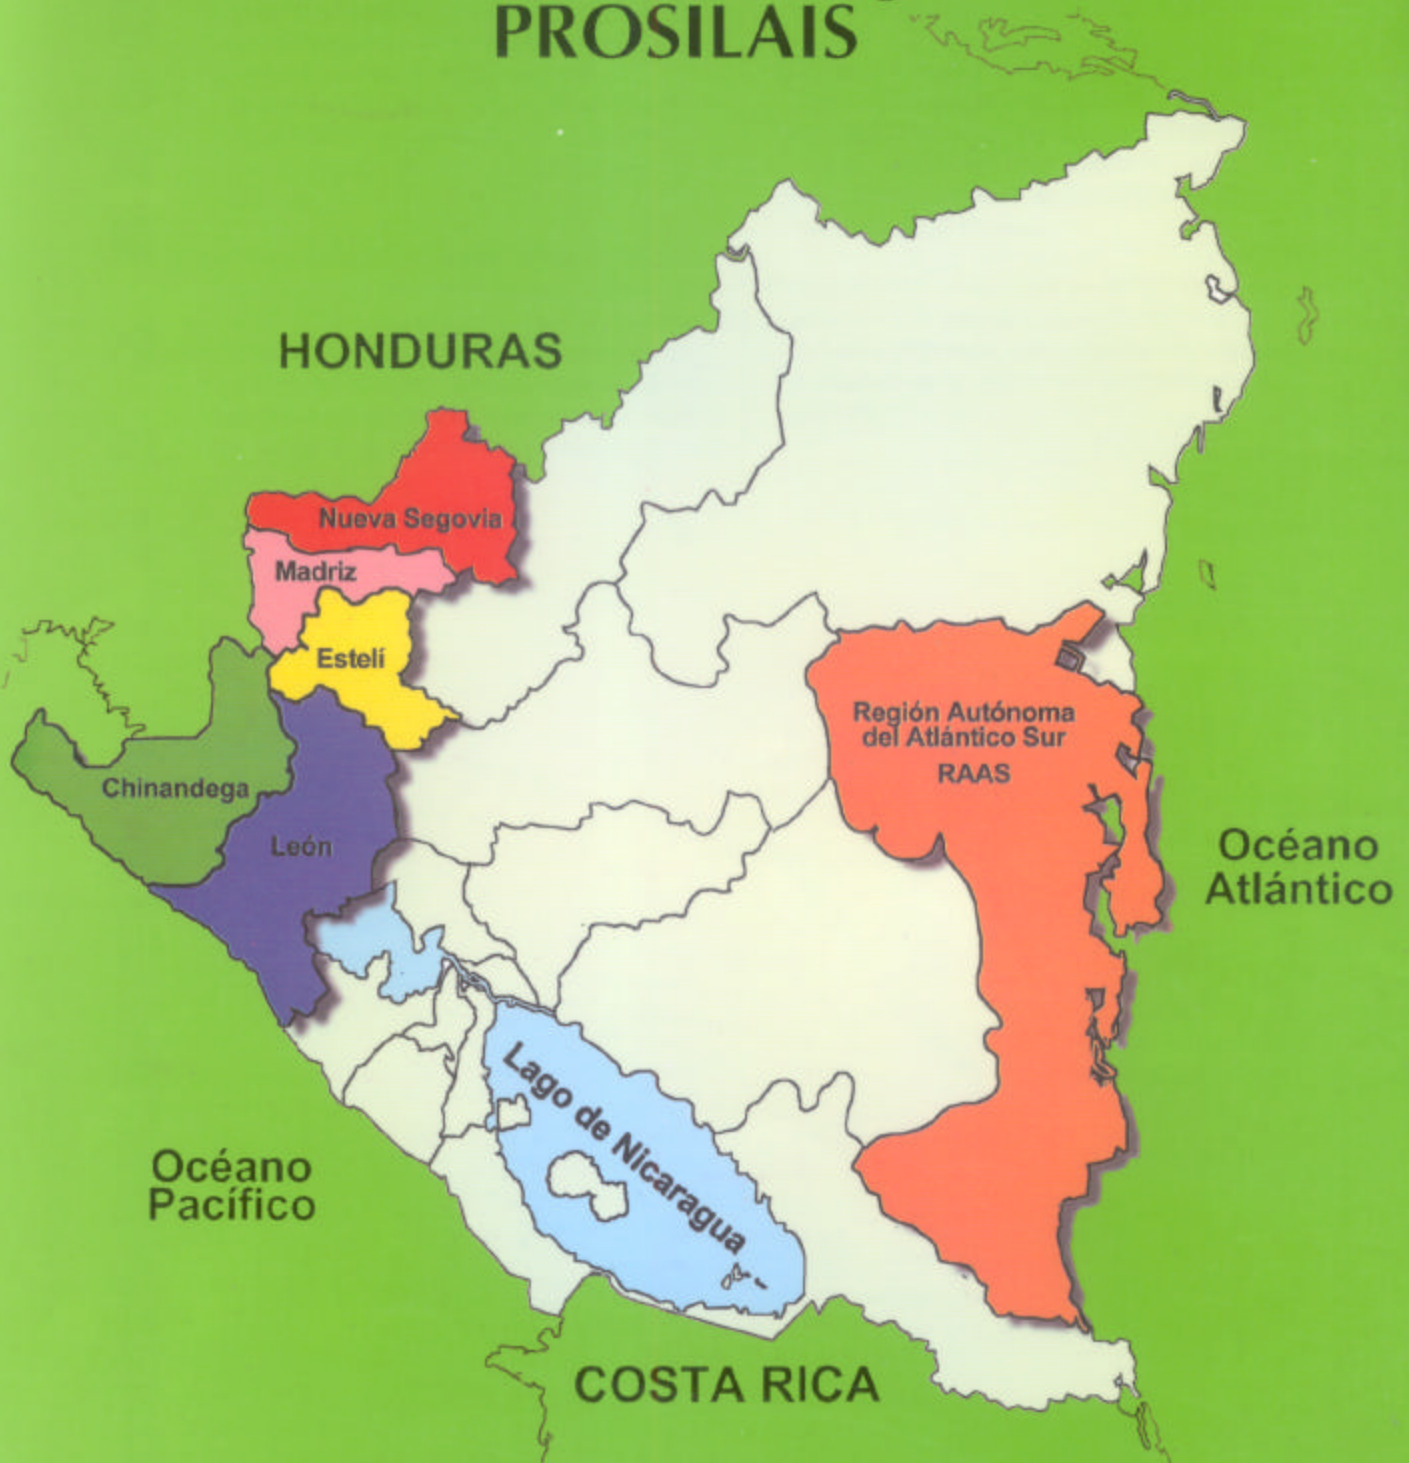 PROSILAIS
HONDURAS
Nueva Segovia
Madriz
Estelí
Región Autónoma
del Atlántico Sur
RAAS
Chinandega
León
Océano
Atlántico
Lago de Nicaragua
Océano
Pacífico
COSTA RICA